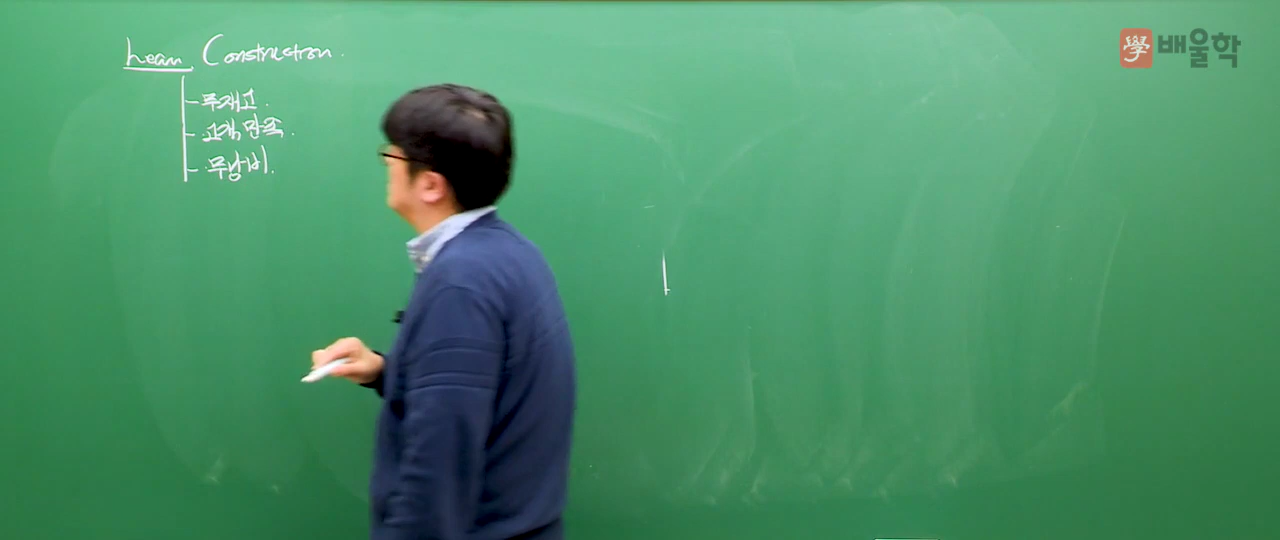 Lean Construction.
무재고.
고객만족.
무낭비.
學 배울학